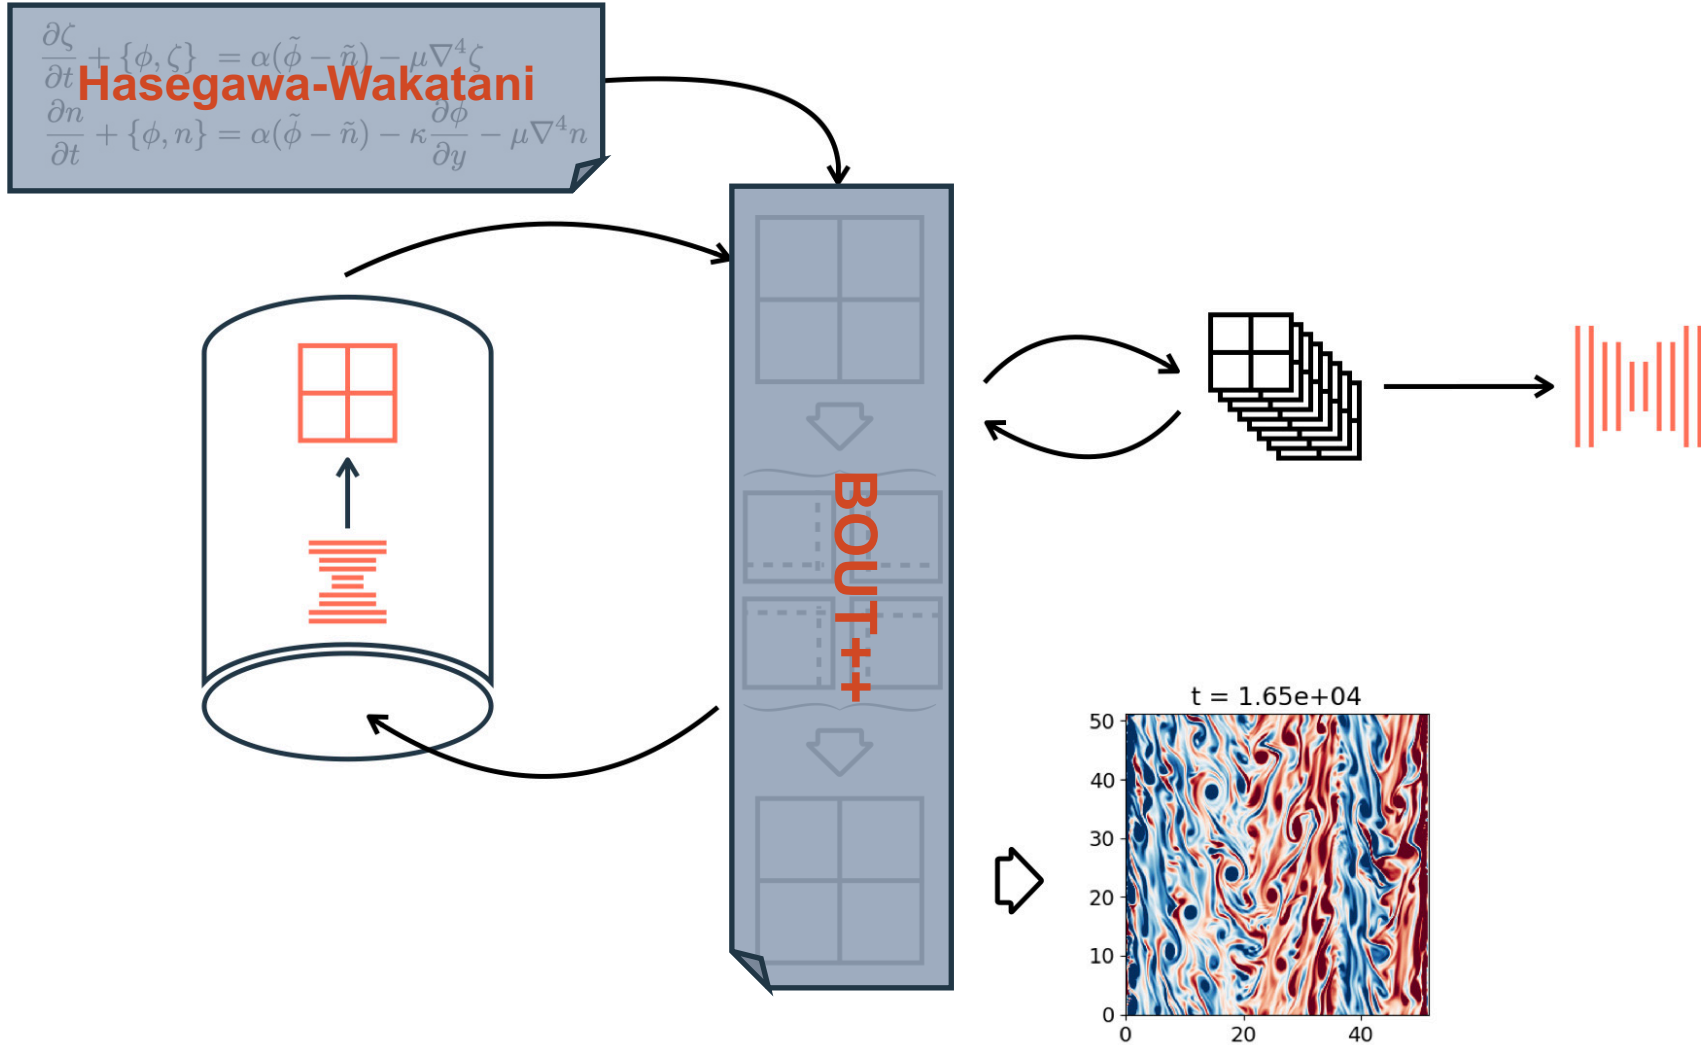 ∂ζ/∂t + {ϕ, ζ} = α(ϕ̃ − ñ) − μ∇⁴ζ
Hasegawa-Wakatani
∂n/∂t + {ϕ, n} = α(ϕ̃ − ñ) − κ ∂ϕ/∂y − μ∇⁴n
BOUT++
t = 1.65e+04
50
40
30
20
10
0
0 20 40